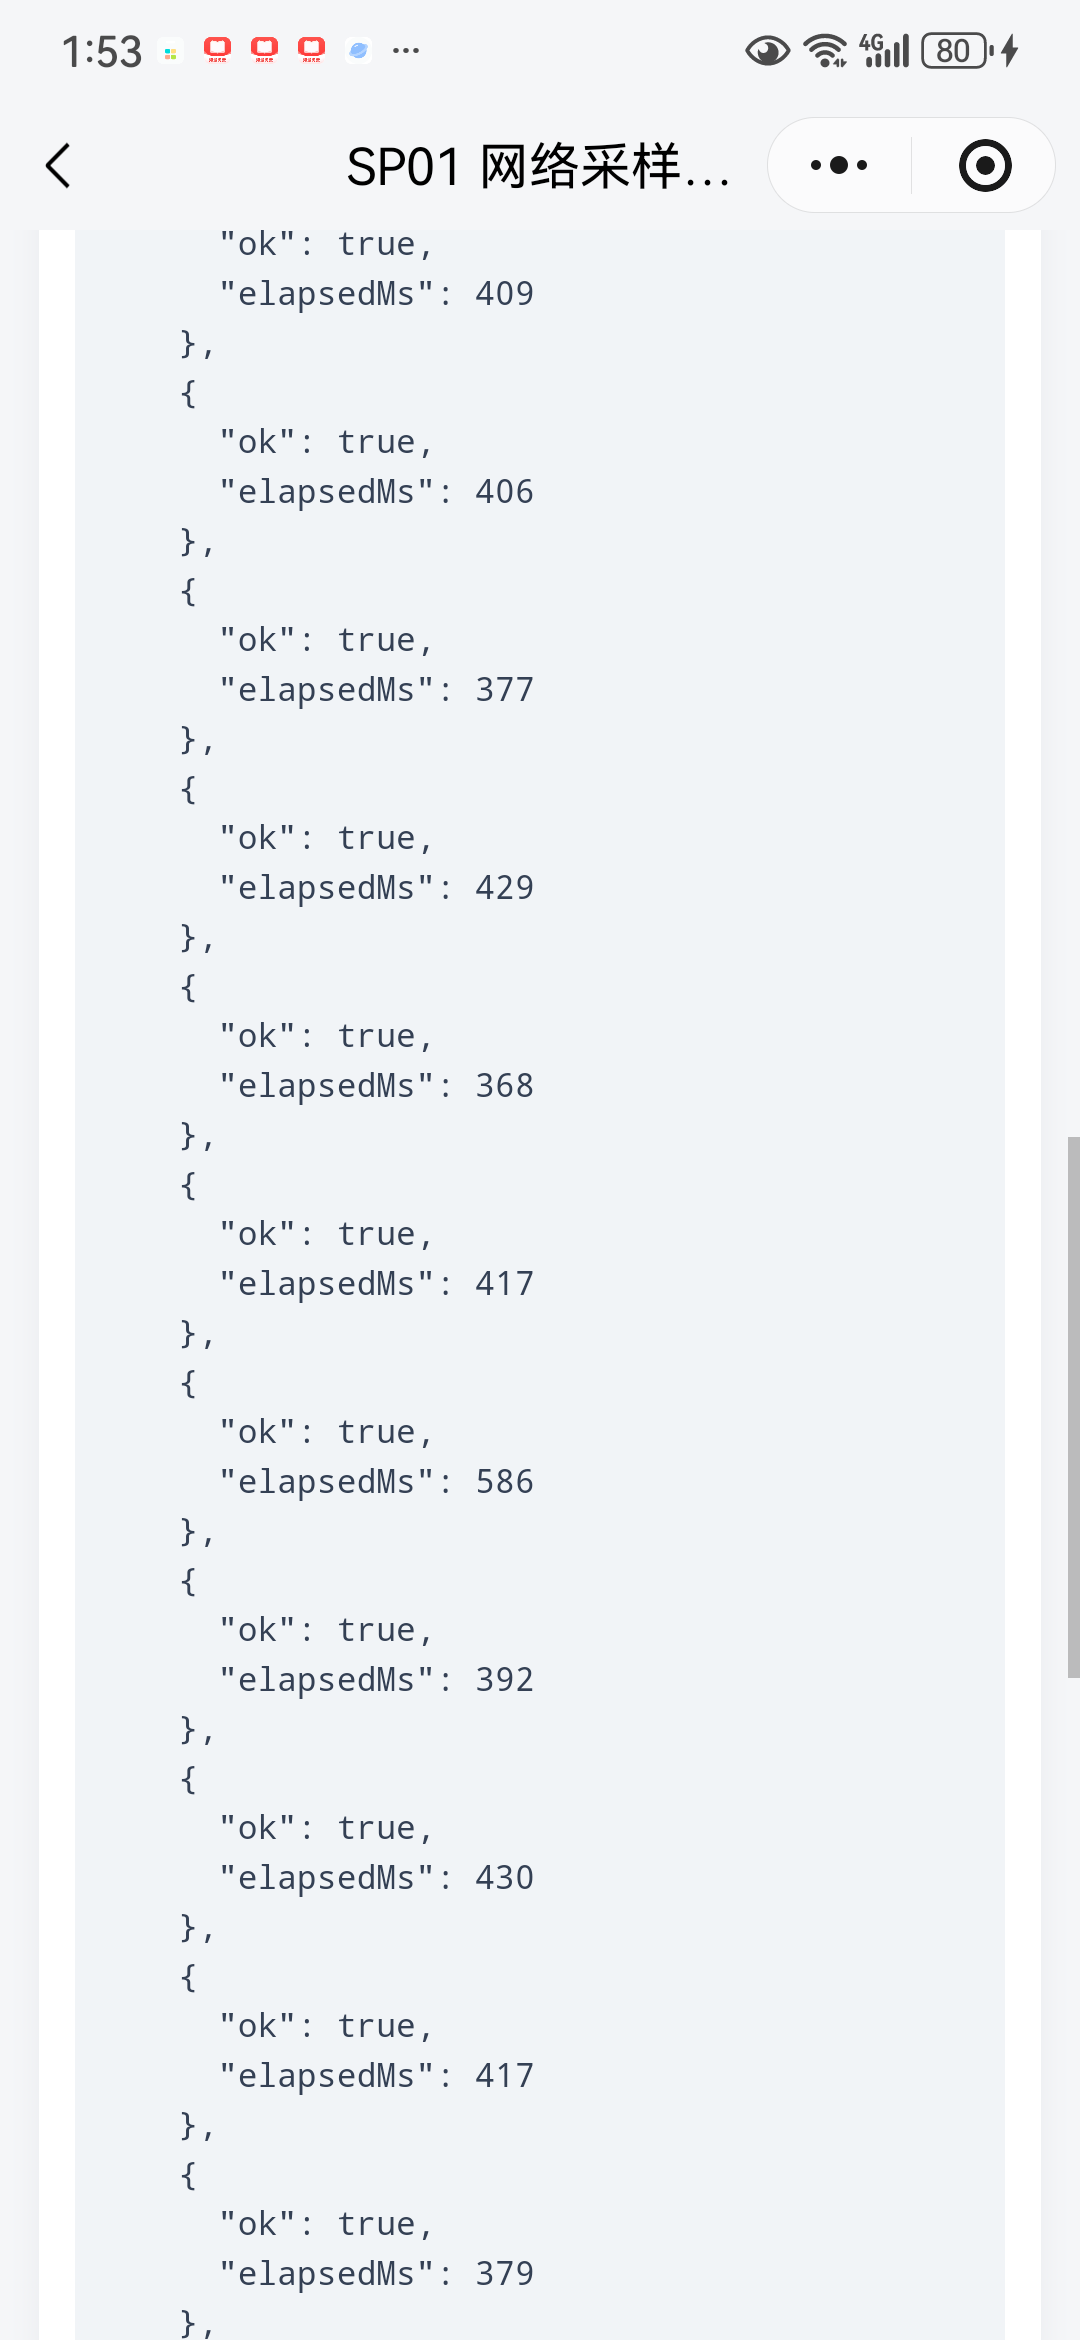 1:53
4G
80
SP01 网络采样...
"ok": true,
"elapsedMs": 409
},
{
"ok": true,
"elapsedMs": 406
},
{
"ok": true,
"elapsedMs": 377
},
{
"ok": true,
"elapsedMs": 429
},
{
"ok": true,
"elapsedMs": 368
},
{
"ok": true,
"elapsedMs": 417
},
{
"ok": true,
"elapsedMs": 586
},
{
"ok": true,
"elapsedMs": 392
},
{
"ok": true,
"elapsedMs": 430
},
{
"ok": true,
"elapsedMs": 417
},
{
"ok": true,
"elapsedMs": 379
},